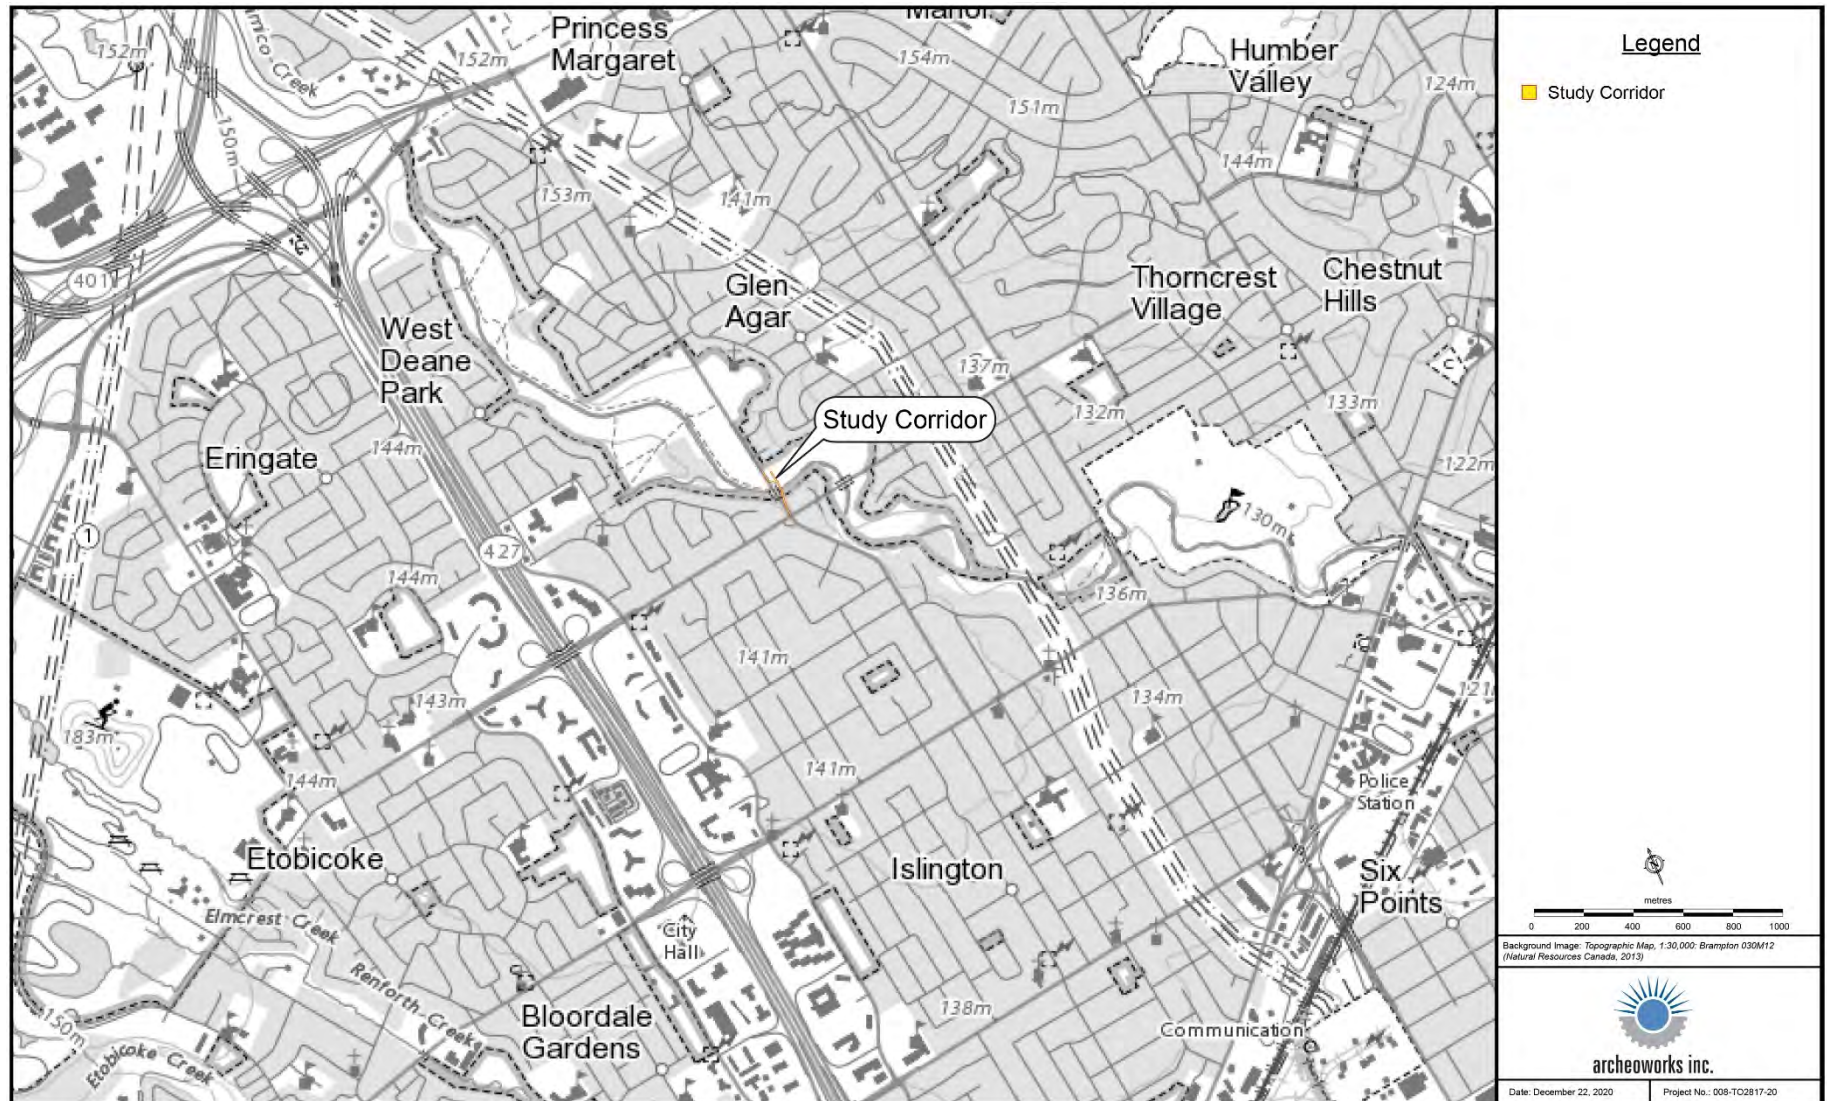 Princess
Margaret
Manor
Humber
Valley
152m
152m
154m
124m
Creek
151m
150m
144m
153m
141m
401
27
Glen
Agar
Thorncrest
Village
Chestnut
Hills
West
Deane
Park
137m
132m
133m
Study Corridor
144m
Eringate
122m
130m
1
427
144m
136m
141m
143m
134m
183m
144m
141m
Police
Station
Etobicoke
Islington
Six
Points
Elmcrest Creek
City
Hall
Renforth Creek
138m
150m
Bloordale
Gardens
Communication
Etobicoke Creek
Legend
Study Corridor
N
metres
0 200 400 600 800 1000
Background Image: Topographic Map, 1:30,000: Brampton 030M12
(Natural Resources Canada, 2013)
archeoworks inc.
Date: December 22, 2020
Project No.: 008-TO2817-20